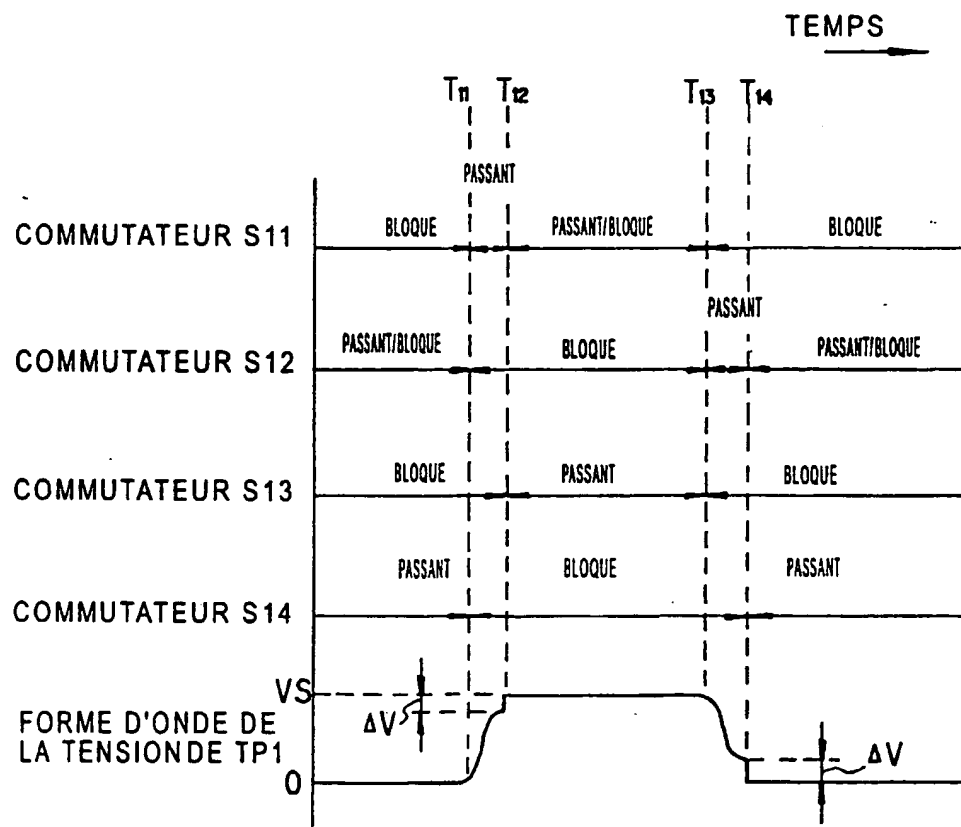 TEMPS
T11 T12 T13 T14
PASSANT
COMMUTATEUR S11 BLOQUE PASSANT/BLOQUE BLOQUE
PASSANT
COMMUTATEUR S12 PASSANT/BLOQUE BLOQUE PASSANT/BLOQUE
COMMUTATEUR S13 BLOQUE PASSANT BLOQUE
COMMUTATEUR S14 PASSANT BLOQUE PASSANT
VS
ΔV
FORME D'ONDE DE
LA TENSIONDE TP1
ΔV
0